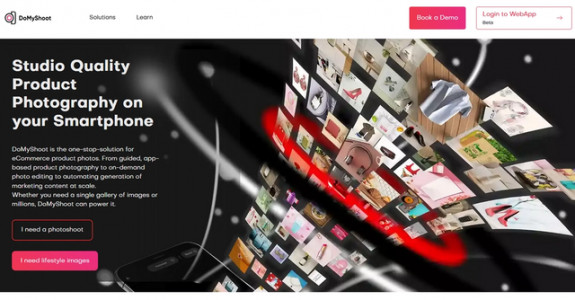 DoMyShoot
Solutions
Learn
Book a Demo
Login to WebApp
Beta
Studio Quality
Product
Photography on
your Smartphone
DoMyShoot is the one-stop-solution for
eCommerce product photos. From guided, app-
based product photography to on-demand
photo editing to automating generation of
marketing content at scale.
Whether you need a single gallery of images or
millions, DoMyShoot can power it.
I need a photoshoot
I need lifestyle images